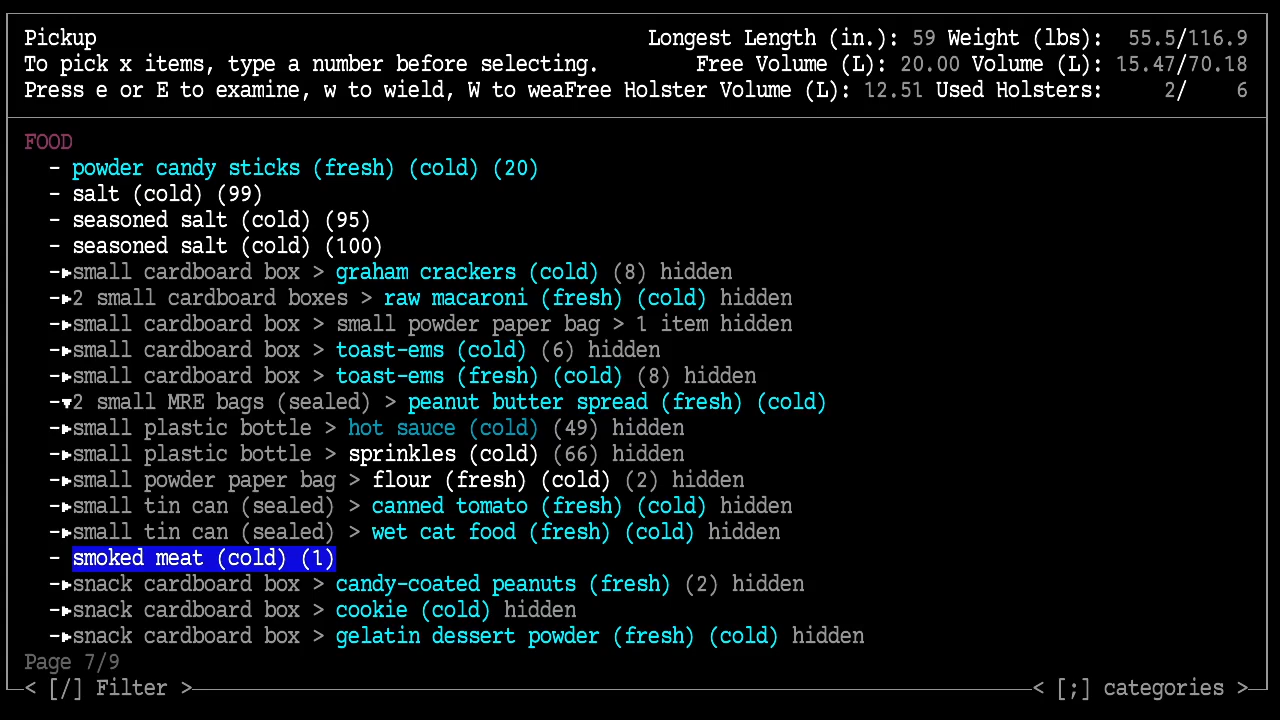 Pickup Longest Length (in.): 59 Weight (lbs): 55.5/116.9
To pick x items, type a number before selecting. Free Volume (L): 20.00 Volume (L): 15.47/70.18
Press e or E to examine, w to wield, W to weaFree Holster Volume (L): 12.51 Used Holsters: 2/ 6
FOOD
- powder candy sticks (fresh) (cold) (20)
- salt (cold) (99)
- seasoned salt (cold) (95)
- seasoned salt (cold) (100)
-▸small cardboard box > graham crackers (cold) (8) hidden
-▸2 small cardboard boxes > raw macaroni (fresh) (cold) hidden
-▸small cardboard box > small powder paper bag > 1 item hidden
-▸small cardboard box > toast-ems (cold) (6) hidden
-▸small cardboard box > toast-ems (fresh) (cold) (8) hidden
-▾2 small MRE bags (sealed) > peanut butter spread (fresh) (cold)
-▸small plastic bottle > hot sauce (cold) (49) hidden
-▸small plastic bottle > sprinkles (cold) (66) hidden
-▸small powder paper bag > flour (fresh) (cold) (2) hidden
-▸small tin can (sealed) > canned tomato (fresh) (cold) hidden
-▸small tin can (sealed) > wet cat food (fresh) (cold) hidden
- smoked meat (cold) (1)
-▸snack cardboard box > candy-coated peanuts (fresh) (2) hidden
-▸snack cardboard box > cookie (cold) hidden
-▸snack cardboard box > gelatin dessert powder (fresh) (cold) hidden
Page 7/9
< [/] Filter > < [;] categories >